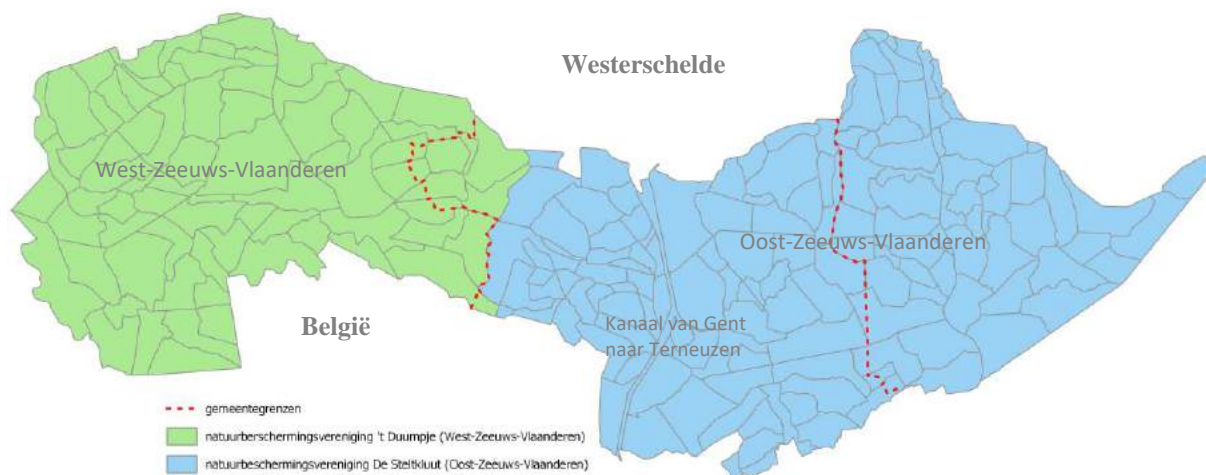 Westerschelde
West-Zeeuws-Vlaanderen
Oost-Zeeuws-Vlaanderen
België
Kanaal van Gent
naar Terneuzen
gemeentegrenzen
natuurberschermingsvereniging 't Duumpje (West-Zeeuws-Vlaanderen)
natuurbeschermingsvereniging De Steltkluut (Oost-Zeeuws-Vlaanderen)